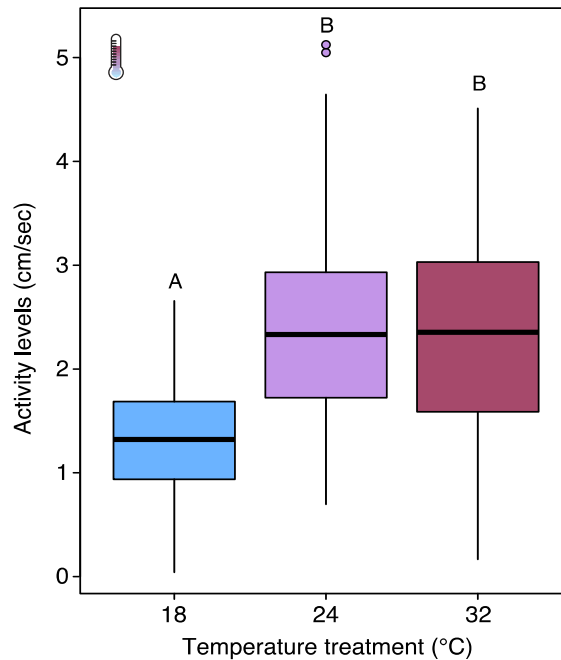 B
5
B
4
A
3
2
1
0
Activity levels (cm/sec)
18 24 32
Temperature treatment (°C)